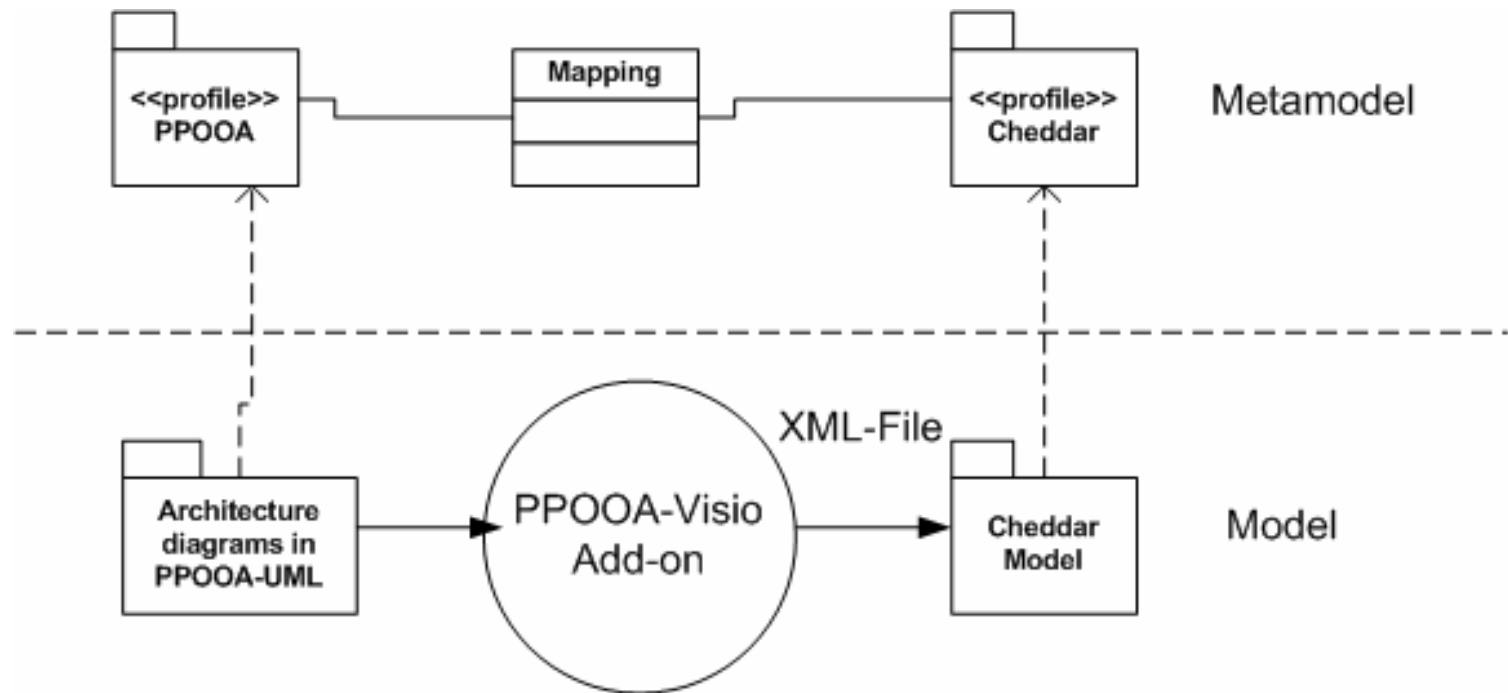 <<profile>>
PPOOA
Mapping
<<profile>>
Cheddar
Metamodel
Architecture
diagrams in
PPOOA-UML
PPOOA-Visio
Add-on
XML-File
Cheddar
Model
Model